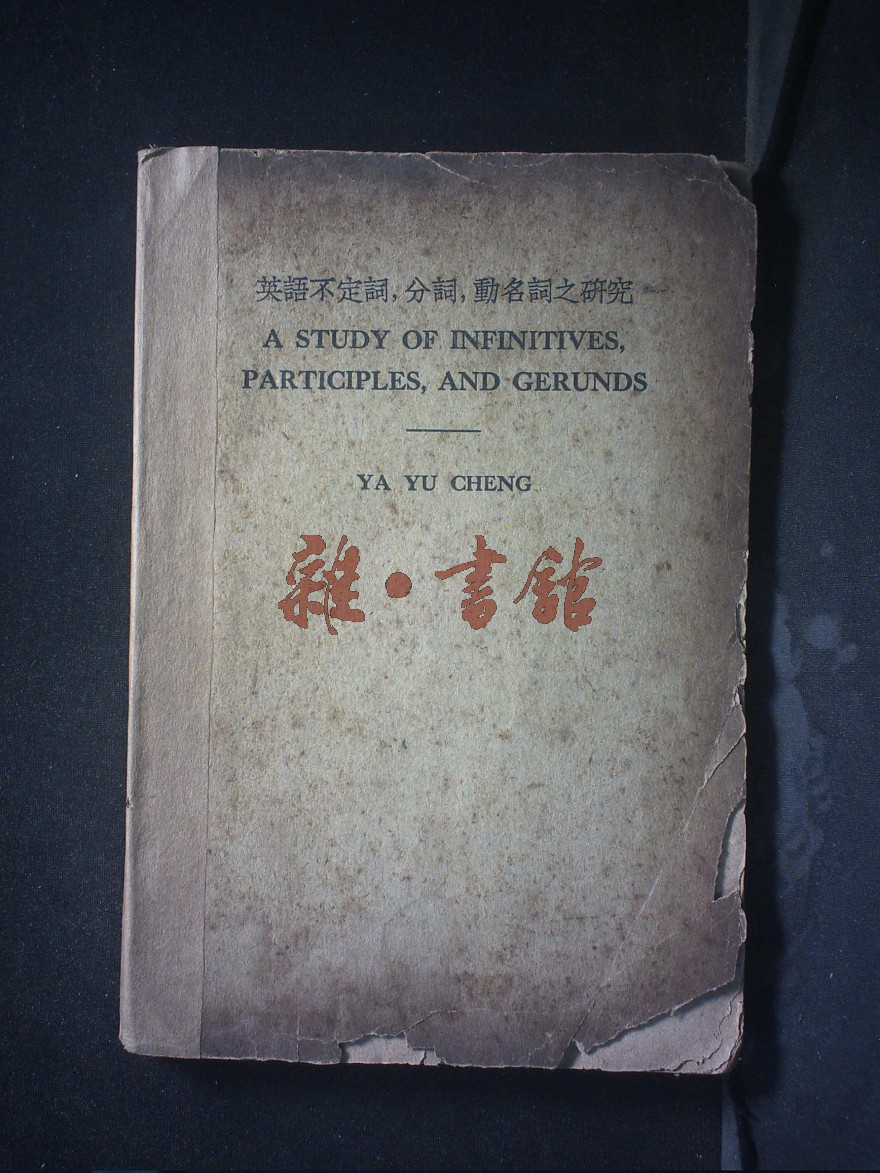 英語不定詞,分詞,動名詞之硏究
A STUDY OF INFINITIVES,
PARTICIPLES, AND GERUNDS
YA YU CHENG
雜·書館